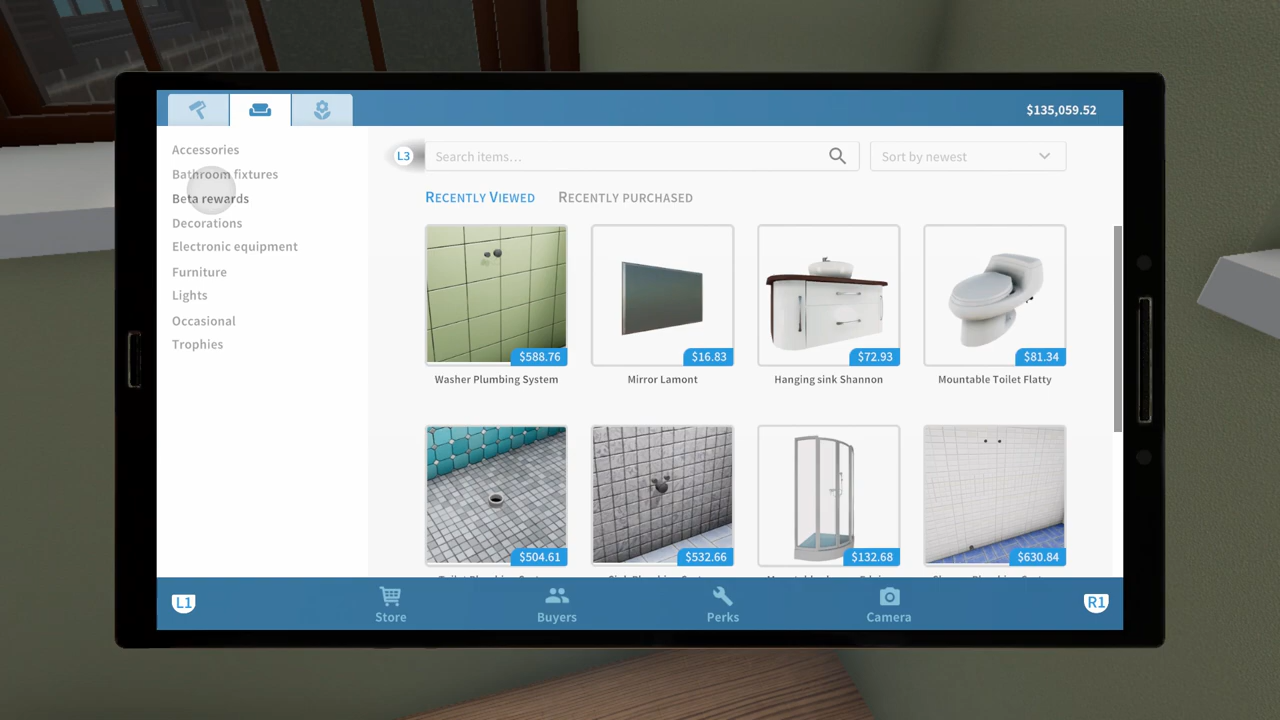 $135,059.52
Accessories
Bathroom fixtures
Beta rewards
Decorations
Electronic equipment
Furniture
Lights
Occasional
Trophies
L3
Search items...
Sort by newest
RECENTLY VIEWED
RECENTLY PURCHASED
$588.76
$16.83
$72.93
$81.34
Washer Plumbing System
Mirror Lamont
Hanging sink Shannon
Mountable Toilet Flatty
$504.61
$532.66
$132.68
$630.84
L1
Store
Buyers
Perks
Camera
R1